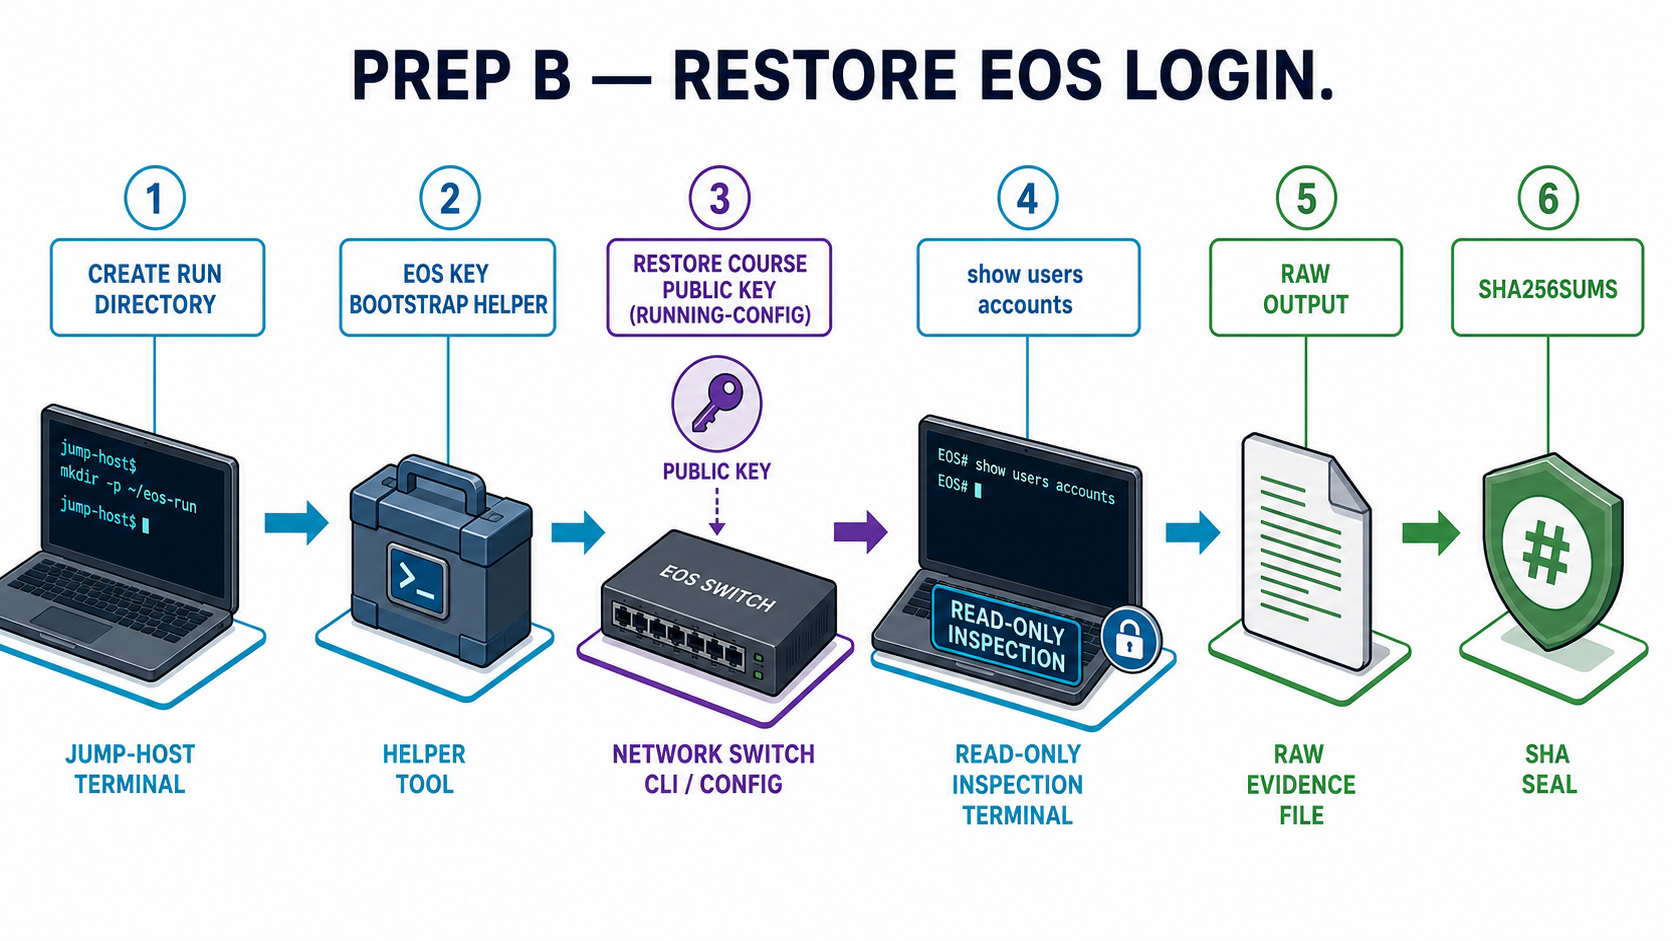 PREP B — RESTORE EOS LOGIN.
1
CREATE RUN
DIRECTORY
jump-host$
mkdir -p ~/eos-run
jump-host$
JUMP-HOST
TERMINAL
2
EOS KEY
BOOTSTRAP HELPER
>_
HELPER
TOOL
3
RESTORE COURSE
PUBLIC KEY
(RUNNING-CONFIG)
PUBLIC KEY
EOS SWITCH
NETWORK SWITCH
CLI / CONFIG
4
show users
accounts
EOS# show users accounts
EOS#
READ-ONLY
INSPECTION
READ-ONLY
INSPECTION
TERMINAL
5
RAW
OUTPUT
RAW
EVIDENCE
FILE
6
SHA256SUMS
#
SHA
SEAL